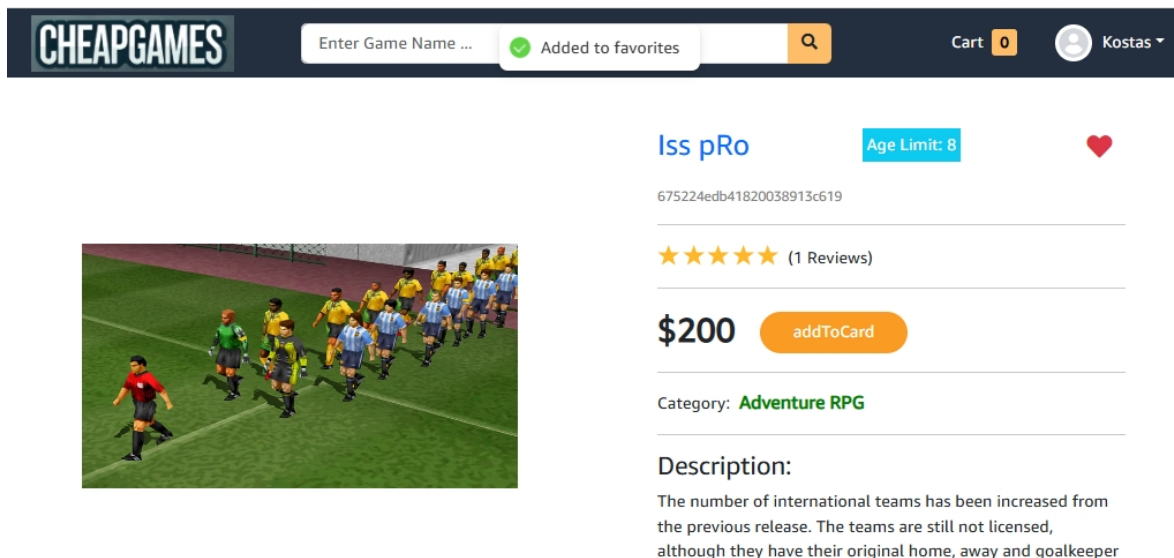 CHEAPGAMES
Enter Game Name ...
Added to favorites
Cart 0
Kostas
Iss pRo
Age Limit: 8
675224edb41820038913c619
(1 Reviews)
$200
addToCard
Category: Adventure RPG
Description:
The number of international teams has been increased from
the previous release. The teams are still not licensed,
although they have their original home, away and goalkeeper